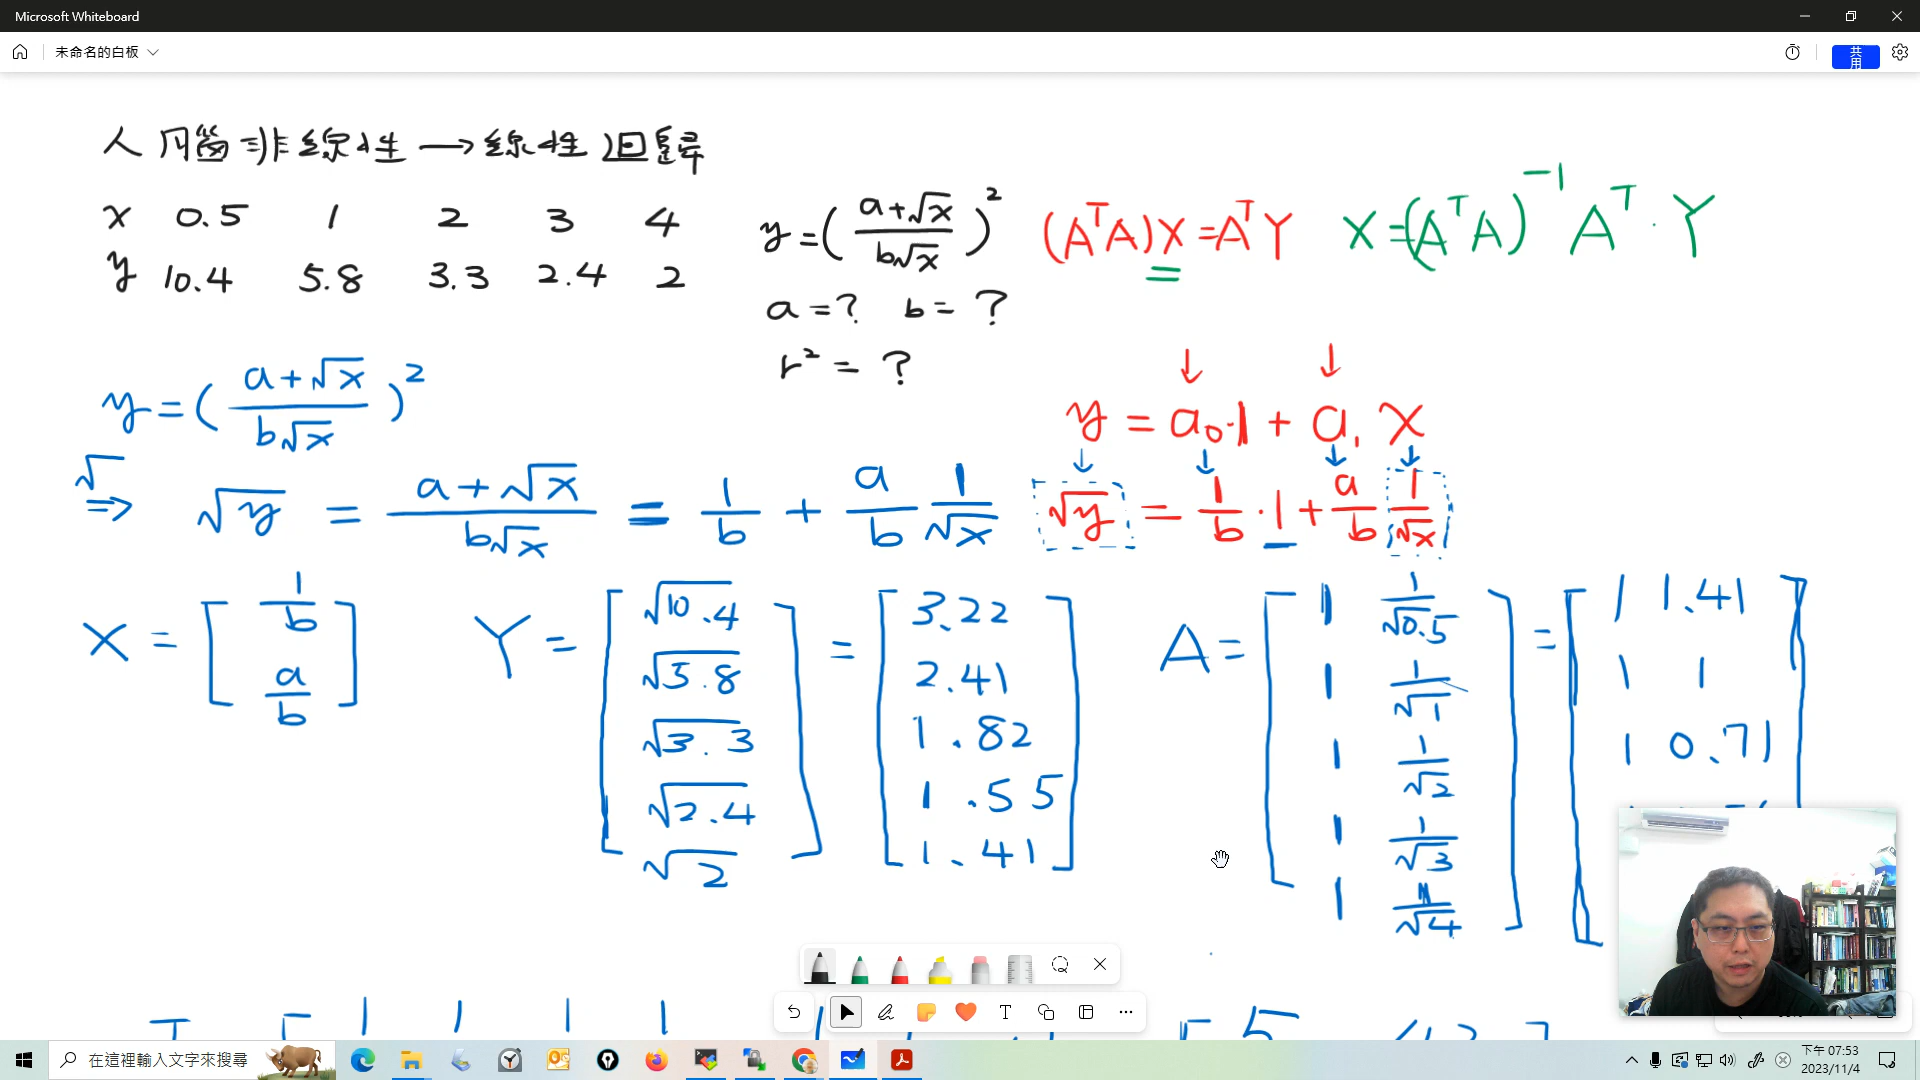 Microsoft Whiteboard
未命名的白板
共用
人腦非線性→線性迴歸
x 0.5 1 2 3 4
y 10.4 5.8 3.3 2.4 2
y=(a+√x / b√x)²
a=? b=?
r²=?
(AᵀA)X=AᵀY
X=(AᵀA)⁻¹Aᵀ·Y
y=(a+√x / b√x)²
√ ⇒ √y = a+√x / b√x = 1/b + a/b 1/√x
y = a₀·1 + a₁ x
√y = 1/b ·1 + a/b 1/√x
X = [1/b a/b]
Y = [√10.4 √5.8 √3.3 √2.4 √2] = [3.22 2.41 1.82 1.55 1.41]
A = [1 1/√0.5
1 1/√1
1 1/√2
1 1/√3
1 1/√4] = [1 1.41
1 1
1 0.71
在這裡輸入文字來搜尋
下午 07:53
2023/11/4